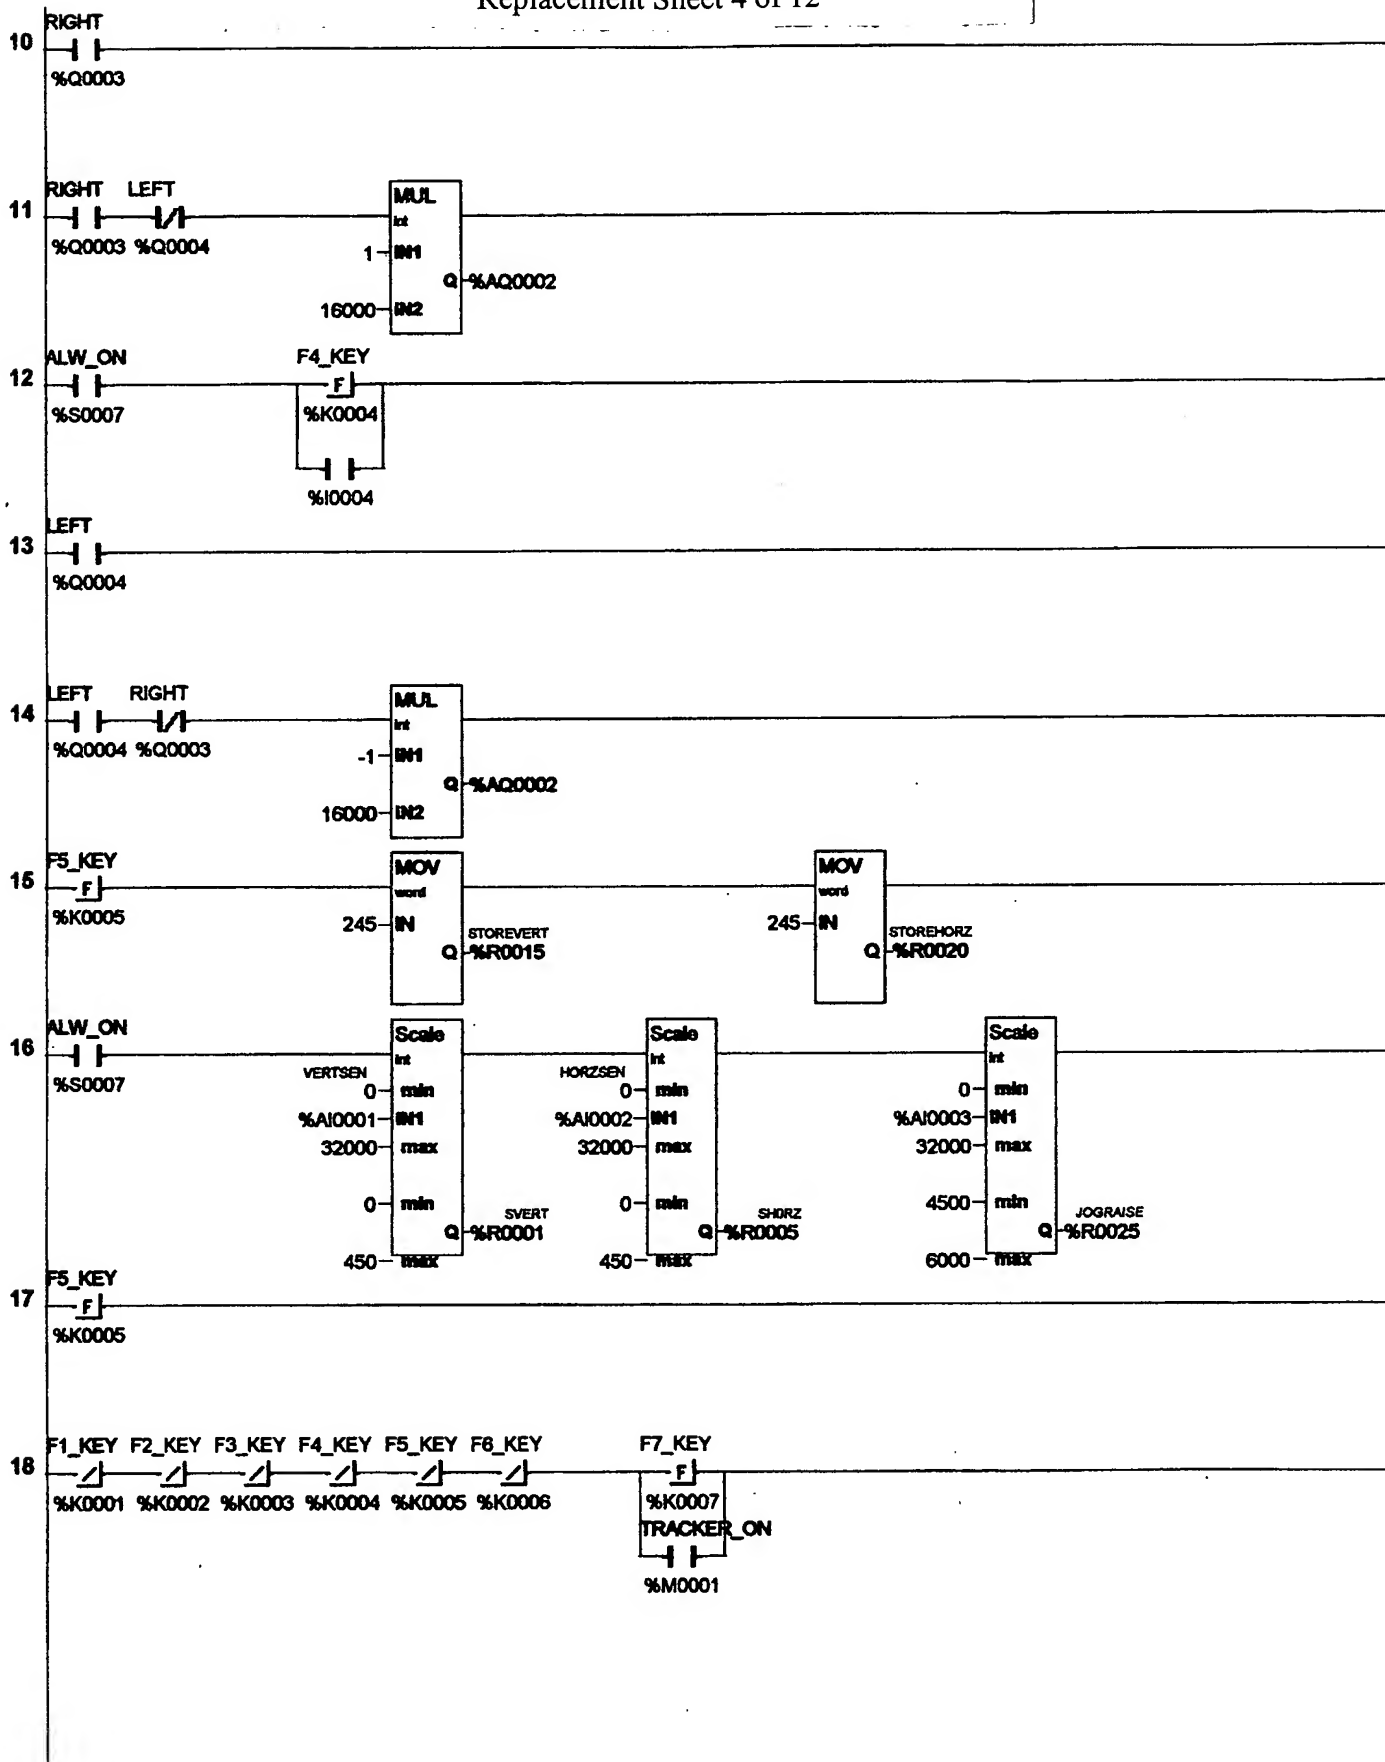 Replacement Sheet 4 of 12
RIGHT
10
%Q0003
RIGHT LEFT
11
%Q0003 %Q0004
MUL
int
1 IN1
Q %AQ0002
16000 IN2
ALW_ON F4_KEY
12
%S0007 %K0004
F
%I0004
LEFT
13
%Q0004
LEFT RIGHT
14
%Q0004 %Q0003
MUL
int
-1 IN1
Q %AQ0002
16000 IN2
F5_KEY
15
F
%K0005
MOV
word
245 IN
STOREVERT
Q %R0015
MOV
word
245 IN
STOREHORZ
Q %R0020
ALW_ON
16
%S0007
Scale
int
VERTSEN
0 min
%AI0001 IN1
32000 max
0 min
SVERT
Q %R0001
450 max
Scale
int
HORZSEN
0 min
%AI0002 IN1
32000 max
0 min
SHORZ
Q %R0005
450 max
Scale
int
0 min
%AI0003 IN1
32000 max
4500 min
JOGRAISE
Q %R0025
6000 max
F5_KEY
17
F
%K0005
F1_KEY F2_KEY F3_KEY F4_KEY F5_KEY F6_KEY F7_KEY
18
F
%K0001 %K0002 %K0003 %K0004 %K0005 %K0006 %K0007
TRACKER_ON
%M0001